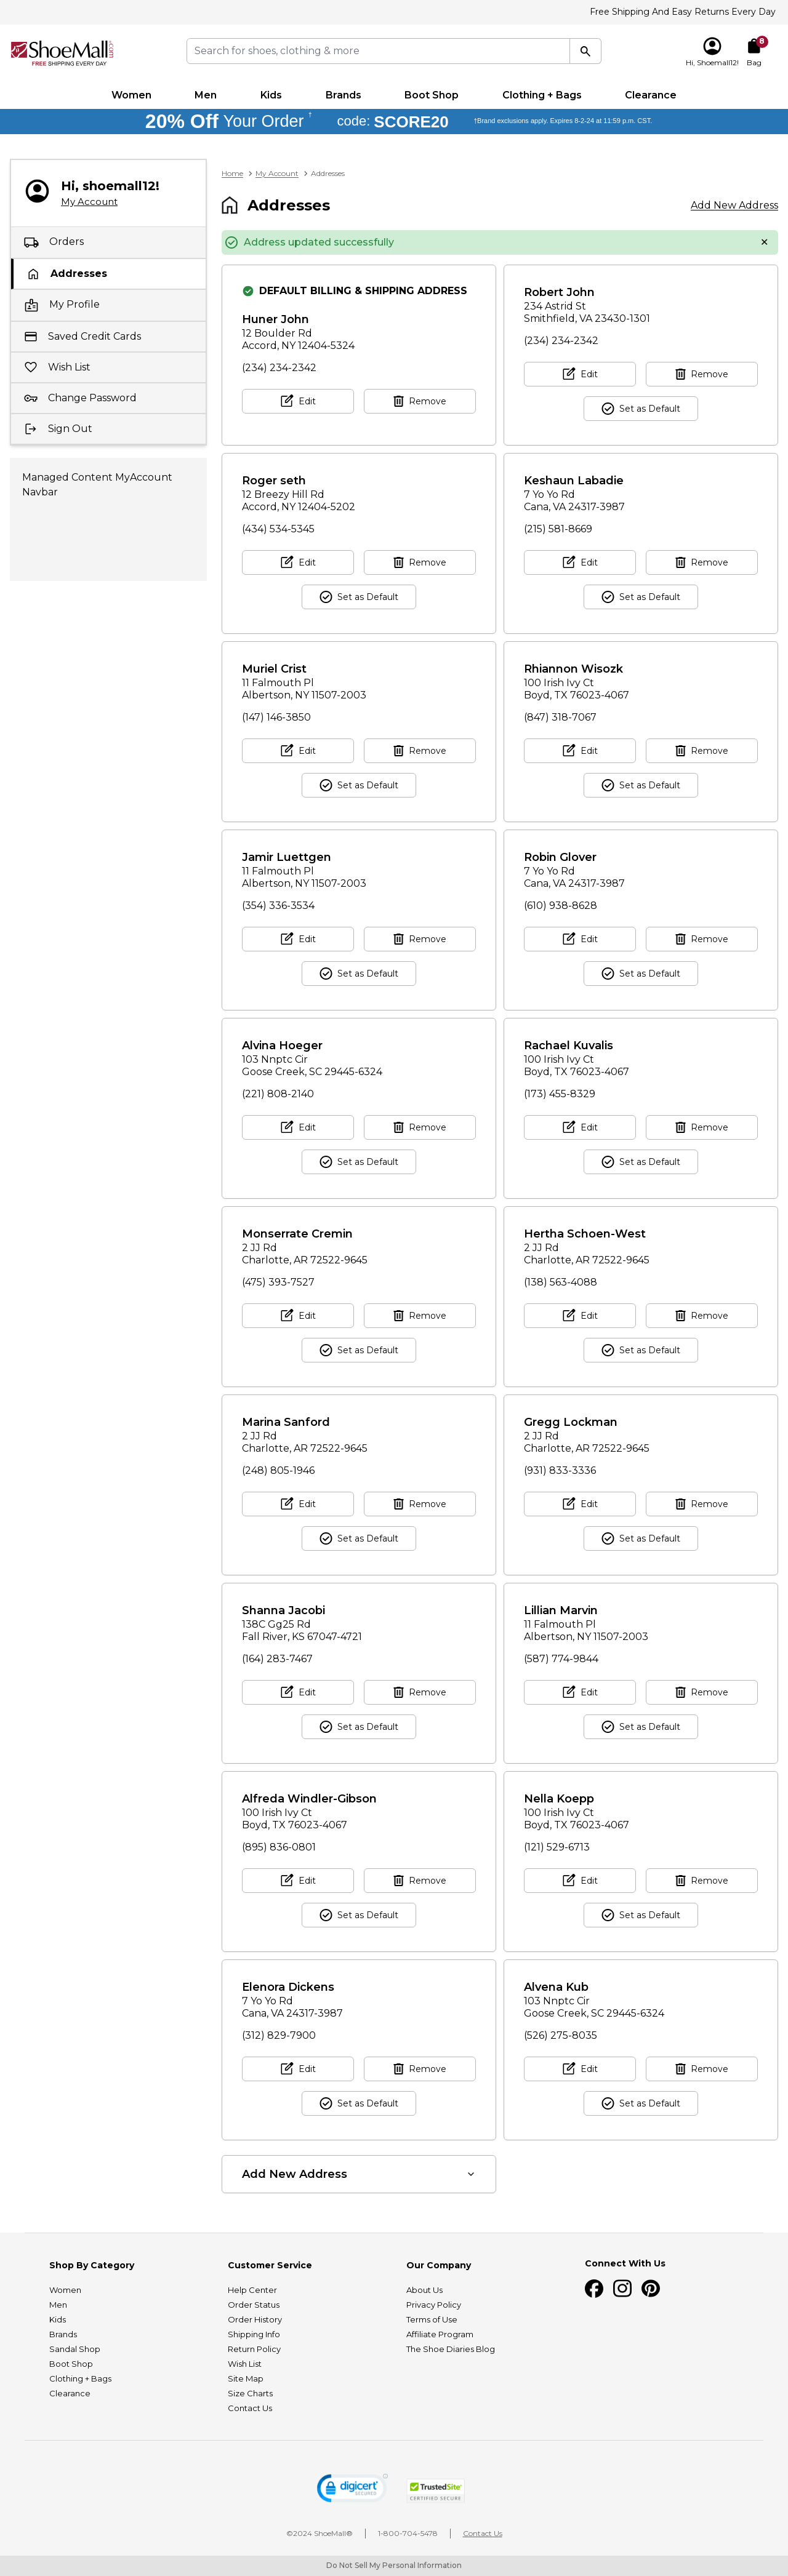 Free Shipping And Easy Returns Every Day
ShoeMall.com
FREE SHIPPING EVERY DAY
Search for shoes, clothing & more
Hi, Shoemall12!
8
Bag
Women Men Kids Brands Boot Shop Clothing + Bags Clearance
20% Off Your Order † code: SCORE20 †Brand exclusions apply. Expires 8-2-24 at 11:59 p.m. CST.
Hi, shoemall12!
My Account
Orders
Addresses
My Profile
Saved Credit Cards
Wish List
Change Password
Sign Out
Managed Content MyAccount
Navbar
Home > My Account > Addresses
Addresses
Add New Address
Address updated successfully
DEFAULT BILLING & SHIPPING ADDRESS
Huner John
12 Boulder Rd
Accord, NY 12404-5324
(234) 234-2342
Edit Remove
Robert John
234 Astrid St
Smithfield, VA 23430-1301
(234) 234-2342
Edit Remove
Set as Default
Roger seth
12 Breezy Hill Rd
Accord, NY 12404-5202
(434) 534-5345
Edit Remove
Set as Default
Keshaun Labadie
7 Yo Yo Rd
Cana, VA 24317-3987
(215) 581-8669
Edit Remove
Set as Default
Muriel Crist
11 Falmouth Pl
Albertson, NY 11507-2003
(147) 146-3850
Edit Remove
Set as Default
Rhiannon Wisozk
100 Irish Ivy Ct
Boyd, TX 76023-4067
(847) 318-7067
Edit Remove
Set as Default
Jamir Luettgen
11 Falmouth Pl
Albertson, NY 11507-2003
(354) 336-3534
Edit Remove
Set as Default
Robin Glover
7 Yo Yo Rd
Cana, VA 24317-3987
(610) 938-8628
Edit Remove
Set as Default
Alvina Hoeger
103 Nnptc Cir
Goose Creek, SC 29445-6324
(221) 808-2140
Edit Remove
Set as Default
Rachael Kuvalis
100 Irish Ivy Ct
Boyd, TX 76023-4067
(173) 455-8329
Edit Remove
Set as Default
Monserrate Cremin
2 JJ Rd
Charlotte, AR 72522-9645
(475) 393-7527
Edit Remove
Set as Default
Hertha Schoen-West
2 JJ Rd
Charlotte, AR 72522-9645
(138) 563-4088
Edit Remove
Set as Default
Marina Sanford
2 JJ Rd
Charlotte, AR 72522-9645
(248) 805-1946
Edit Remove
Set as Default
Gregg Lockman
2 JJ Rd
Charlotte, AR 72522-9645
(931) 833-3336
Edit Remove
Set as Default
Shanna Jacobi
138C Gg25 Rd
Fall River, KS 67047-4721
(164) 283-7467
Edit Remove
Set as Default
Lillian Marvin
11 Falmouth Pl
Albertson, NY 11507-2003
(587) 774-9844
Edit Remove
Set as Default
Alfreda Windler-Gibson
100 Irish Ivy Ct
Boyd, TX 76023-4067
(895) 836-0801
Edit Remove
Set as Default
Nella Koepp
100 Irish Ivy Ct
Boyd, TX 76023-4067
(121) 529-6713
Edit Remove
Set as Default
Elenora Dickens
7 Yo Yo Rd
Cana, VA 24317-3987
(312) 829-7900
Edit Remove
Set as Default
Alvena Kub
103 Nnptc Cir
Goose Creek, SC 29445-6324
(526) 275-8035
Edit Remove
Set as Default
Add New Address
Shop By Category
Women
Men
Kids
Brands
Sandal Shop
Boot Shop
Clothing + Bags
Clearance
Customer Service
Help Center
Order Status
Order History
Shipping Info
Return Policy
Wish List
Site Map
Size Charts
Contact Us
Our Company
About Us
Privacy Policy
Terms of Use
Affiliate Program
The Shoe Diaries Blog
Connect With Us
digicert
SECURED
TrustedSite
CERTIFIED SECURE
©2024 ShoeMall® 1-800-704-5478 Contact Us
Do Not Sell My Personal Information